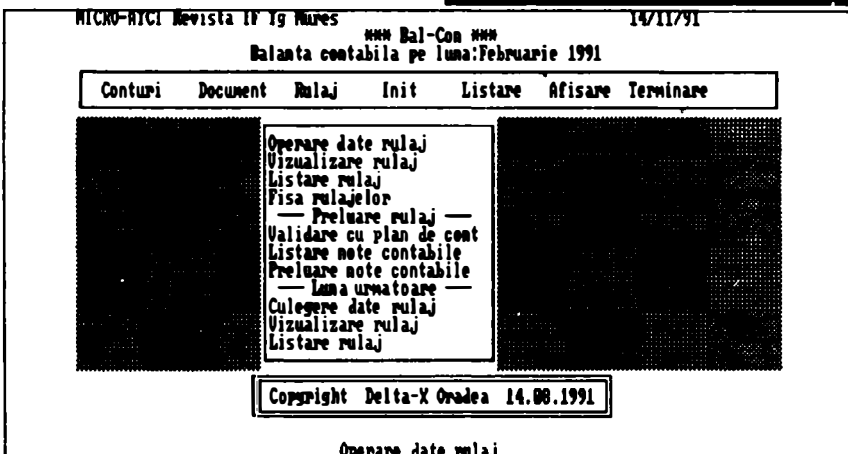 MICRO-ATCI Revista IF Tg Mures 14/11/91
*** Bal-Con ***
Balanta contabila pe luna:Februarie 1991
Conturi Document Rulaj Init Listare Afisare Terminare
Operare date rulaj
Vizualizare rulaj
Listare rulaj
Fisa rulajelor
— Preluare rulaj —
Validare cu plan de cont
Listare note contabile
Preluare note contabile
— Luna urmatoare —
Culegere date rulaj
Vizualizare rulaj
Listare rulaj
Copyright Delta-X Oradea 14.08.1991
Operare date rulaj